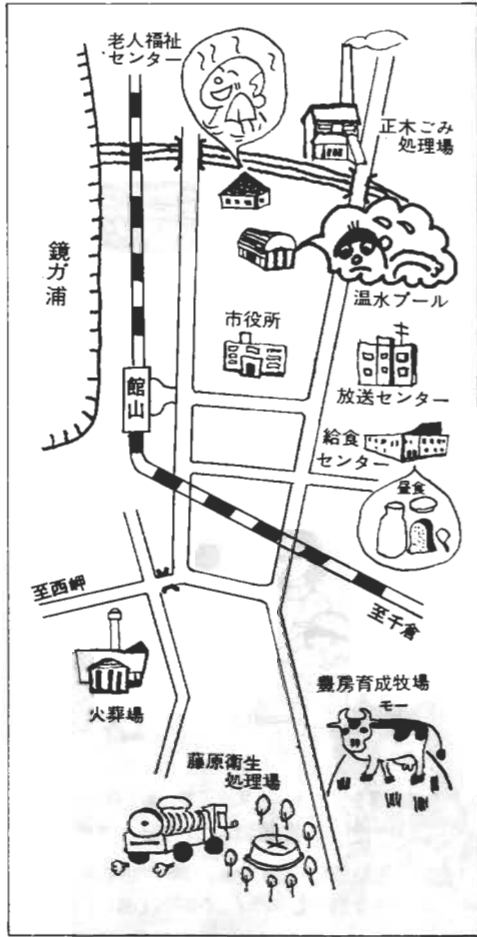 老人福祉
センター
正木ごみ
処理場
鏡ガ浦
温水プール
市役所
放送センター
館山
給食
センター
昼食
至西岬
至千倉
火葬場
豊房育成牧場
モー
藤原衛生
処理場